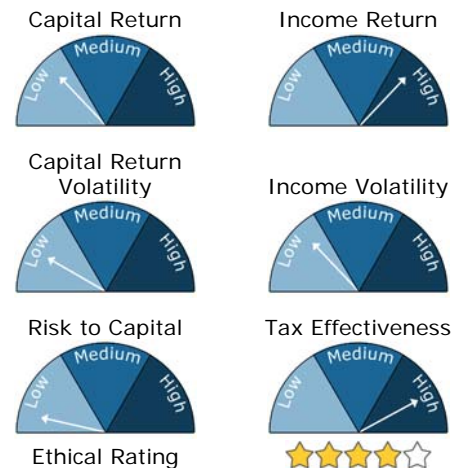 Capital Return
Low
Medium
High
Income Return
Low
Medium
High
Capital Return
Volatility
Low
Medium
High
Income Volatility
Low
Medium
High
Risk to Capital
Low
Medium
High
Tax Effectiveness
Low
Medium
High
Ethical Rating